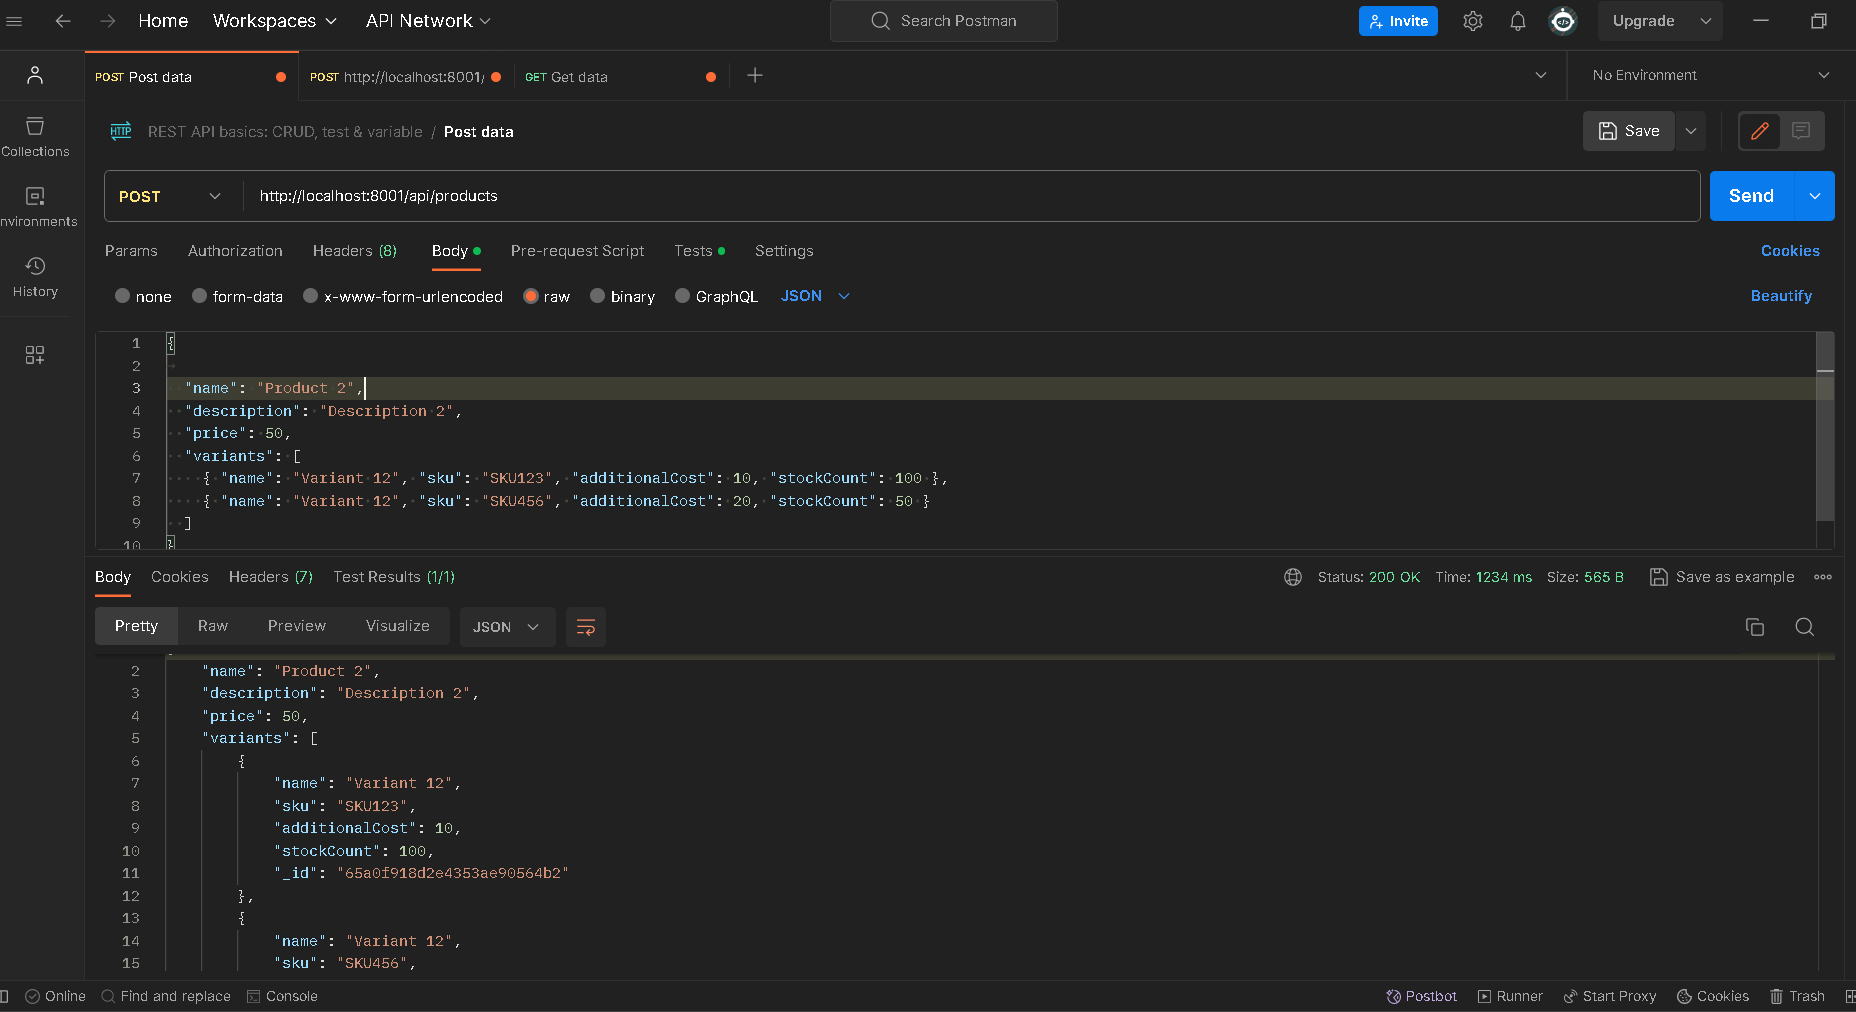 Home Workspaces API Network Search Postman Invite Upgrade
POST Post data POST http://localhost:8001/ GET Get data No Environment
HTTP REST API basics: CRUD, test & variable / Post data Save
Collections
nvironments
History
POST http://localhost:8001/api/products Send
Params Authorization Headers (8) Body Pre-request Script Tests Settings Cookies
none form-data x-www-form-urlencoded raw binary GraphQL JSON Beautify
1 {
2
3 "name": "Product 2",
4 "description": "Description 2",
5 "price": 50,
6 "variants": [
7 { "name": "Variant 12", "sku": "SKU123", "additionalCost": 10, "stockCount": 100 },
8 { "name": "Variant 12", "sku": "SKU456", "additionalCost": 20, "stockCount": 50 }
9 ]
10 }
Body Cookies Headers (7) Test Results (1/1) Status: 200 OK Time: 1234 ms Size: 565 B Save as example
Pretty Raw Preview Visualize JSON
2 "name": "Product 2",
3 "description": "Description 2",
4 "price": 50,
5 "variants": [
6 {
7 "name": "Variant 12",
8 "sku": "SKU123",
9 "additionalCost": 10,
10 "stockCount": 100,
11 "_id": "65a0f918d2e4353ae90564b2"
12 },
13 {
14 "name": "Variant 12",
15 "sku": "SKU456",
Online Find and replace Console Postbot Runner Start Proxy Cookies Trash